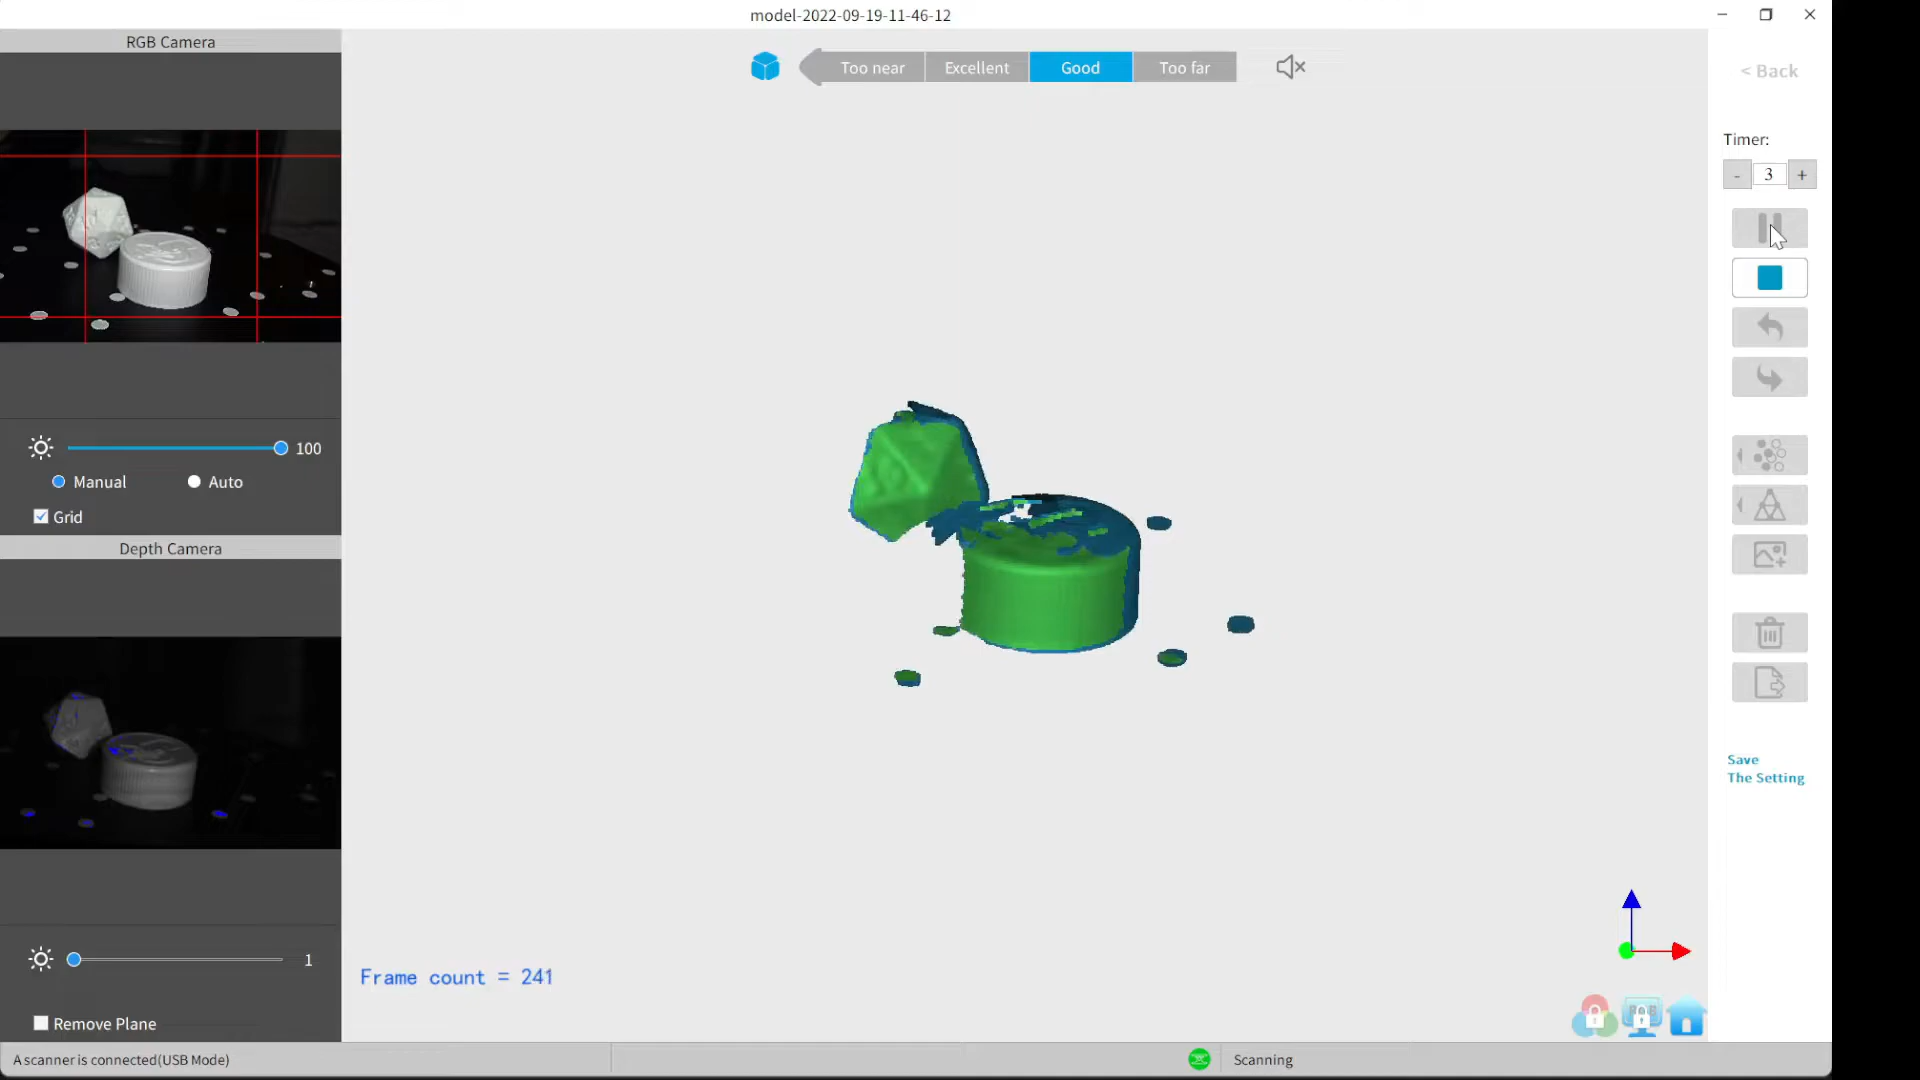 model-2022-09-19-11-46-12
RGB Camera
Too near
Excellent
Good
Too far
< Back
Timer:
- 3 +
100
Manual
Auto
Grid
Depth Camera
Save
The Setting
1
Frame count = 241
Remove Plane
A scanner is connected(USB Mode)
Scanning